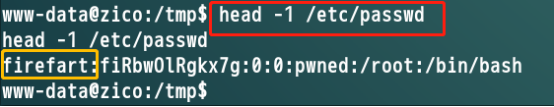 www-data@zico:/tmp$ head -1 /etc/passwd
head -1 /etc/passwd
firefart:fiRbwOlRgkx7g:0:0:pwned:/root:/bin/bash
www-data@zico:/tmp$